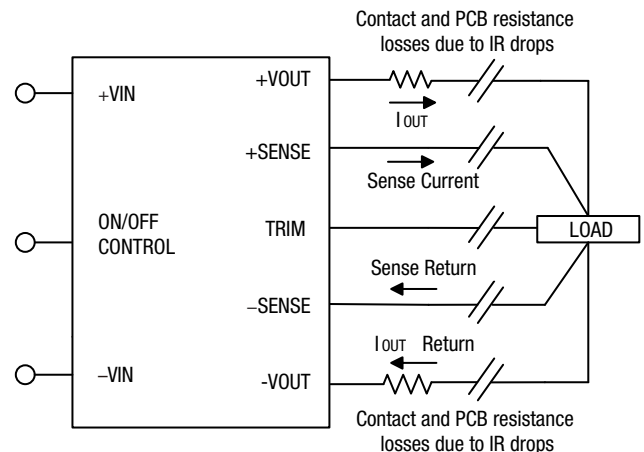 Contact and PCB resistance
losses due to IR drops
+VOUT
+VIN
IOUT
+SENSE
Sense Current
ON/OFF
CONTROL
TRIM
LOAD
Sense Return
−SENSE
IOUT Return
−VIN
-VOUT
Contact and PCB resistance
losses due to IR drops